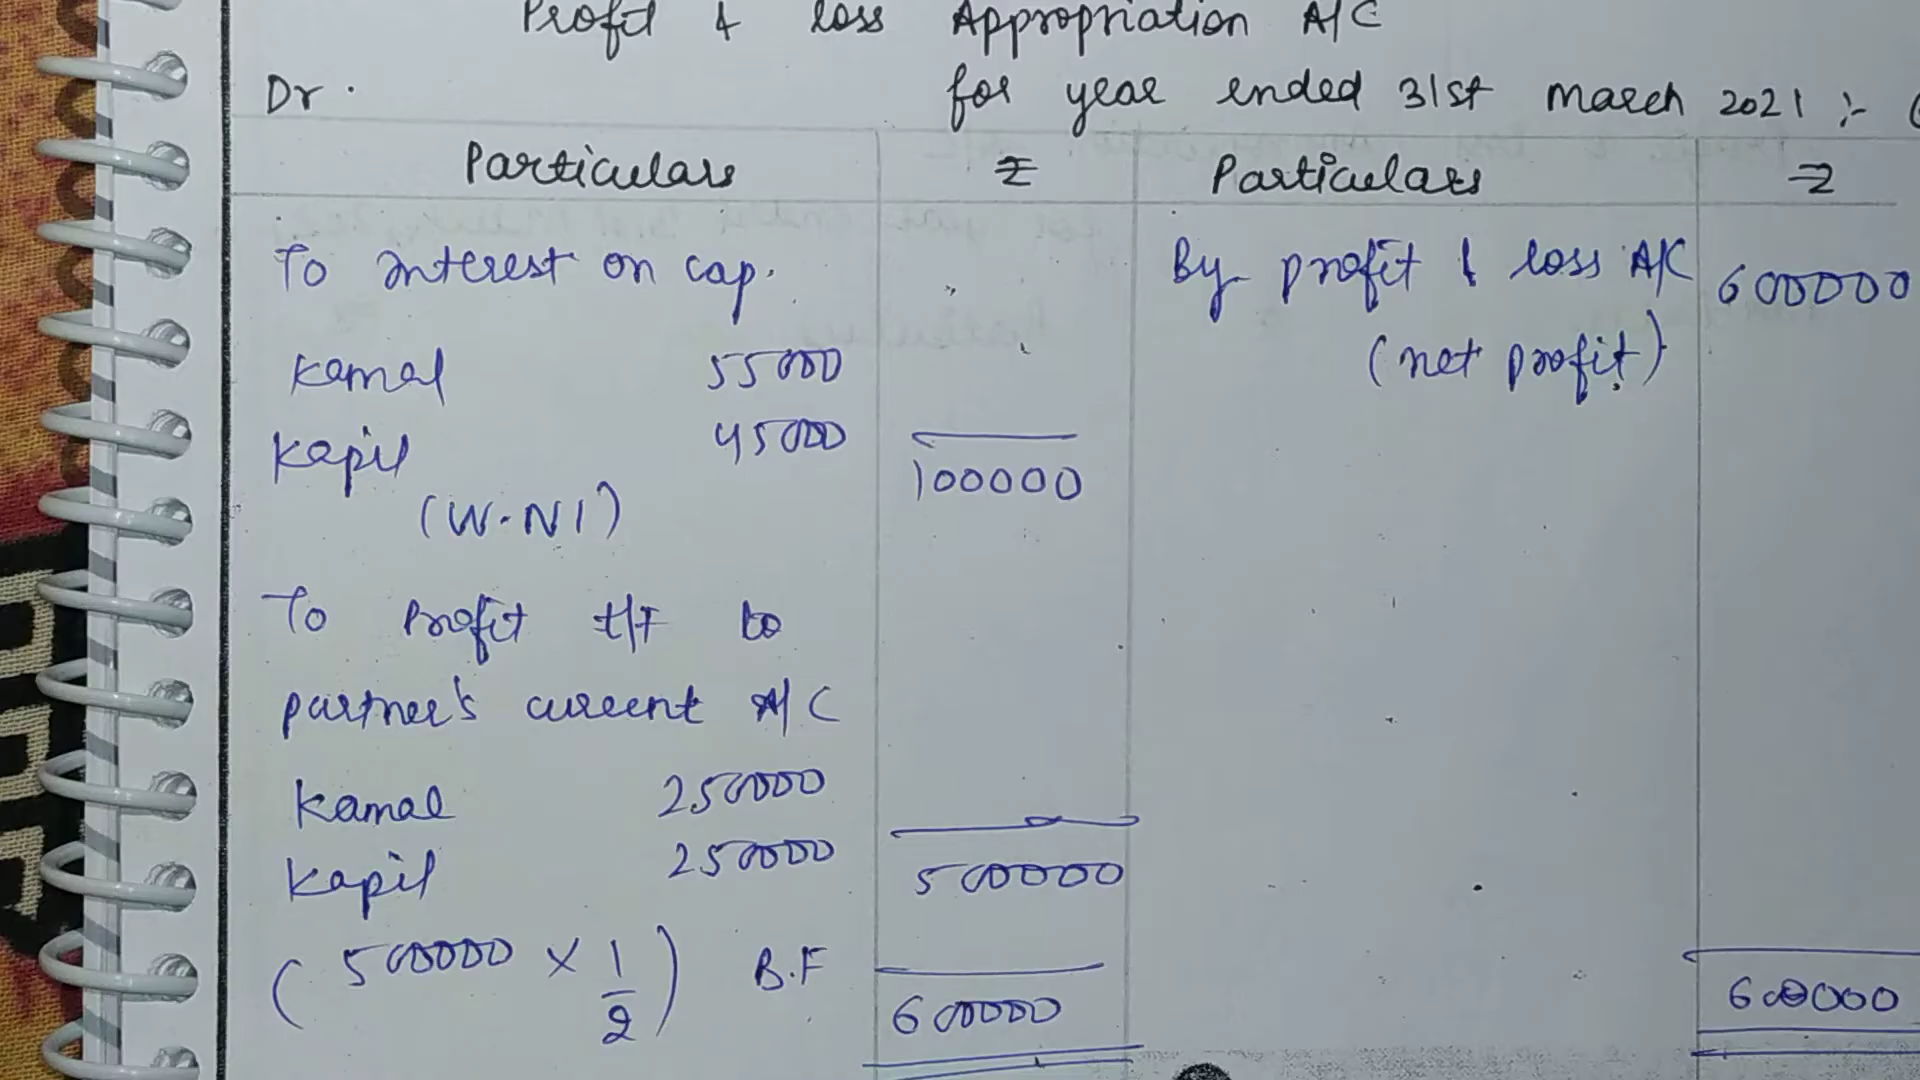 Profit & loss Appropriation A/C
for year ended 31st march 2021 :-
Dr.
Particulars ₹ Particulars ₹
To interest on cap. By profit & loss A/C 600000
(net profit)
Kamal 55000
Kapil 45000
100000
(W.N1)
To Profit t/f to
partner's current A/C
Kamal 250000
Kapil 250000 500000
(500000 × 1/2) B.F
600000 600000